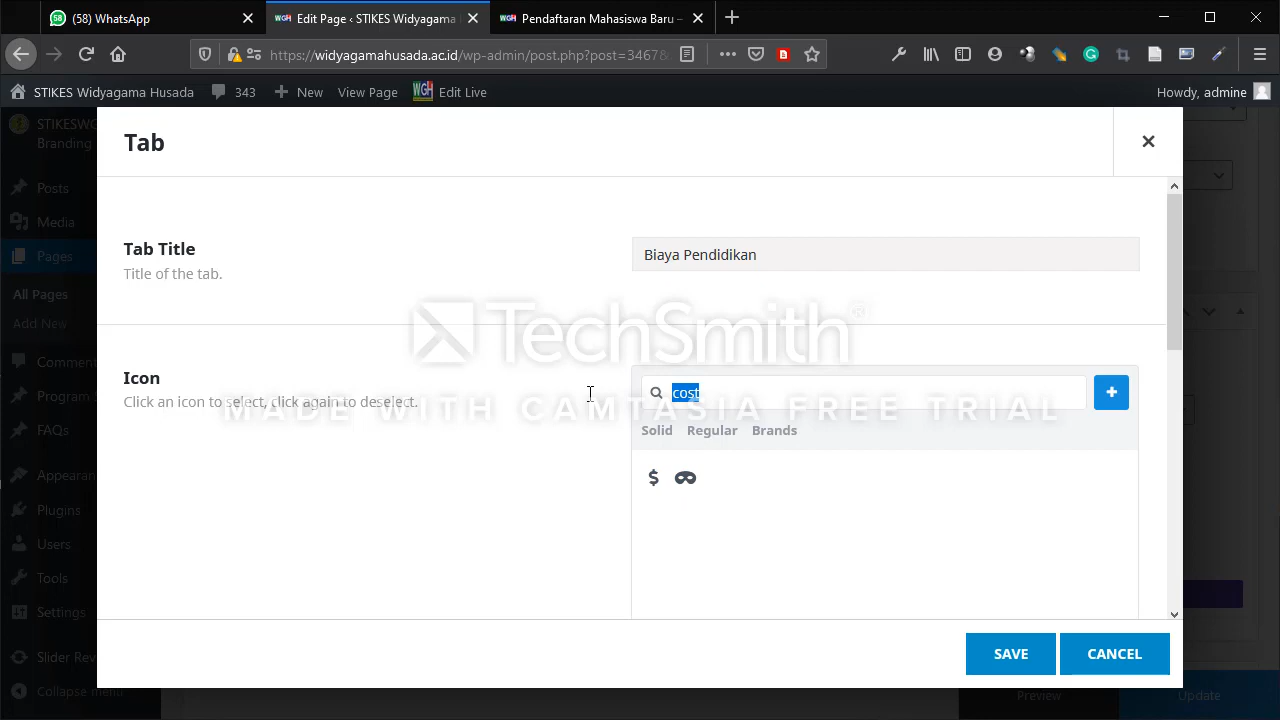 (58) WhatsApp
Edit Page ‹ STIKES Widyagama
Pendaftaran Mahasiswa Baru –
https://widyagamahusada.ac.id/wp-admin/post.php?post=34678
STIKES Widyagama Husada
343
New
View Page
Edit Live
Howdy, admine
STIKESWG
Branding
Posts
Media
Pages
All Pages
Add New
Comment
Program
FAQs
Appearan
Plugins
Users
Tools
Settings
Slider Rev
Collapse menu
Tab
Tab Title
Title of the tab.
Biaya Pendidikan
Icon
Click an icon to select, click again to deselect.
cost
Solid Regular Brands
SAVE
CANCEL
Preview
Update
TechSmith®
MADE WITH CAMTASIA FREE TRIAL